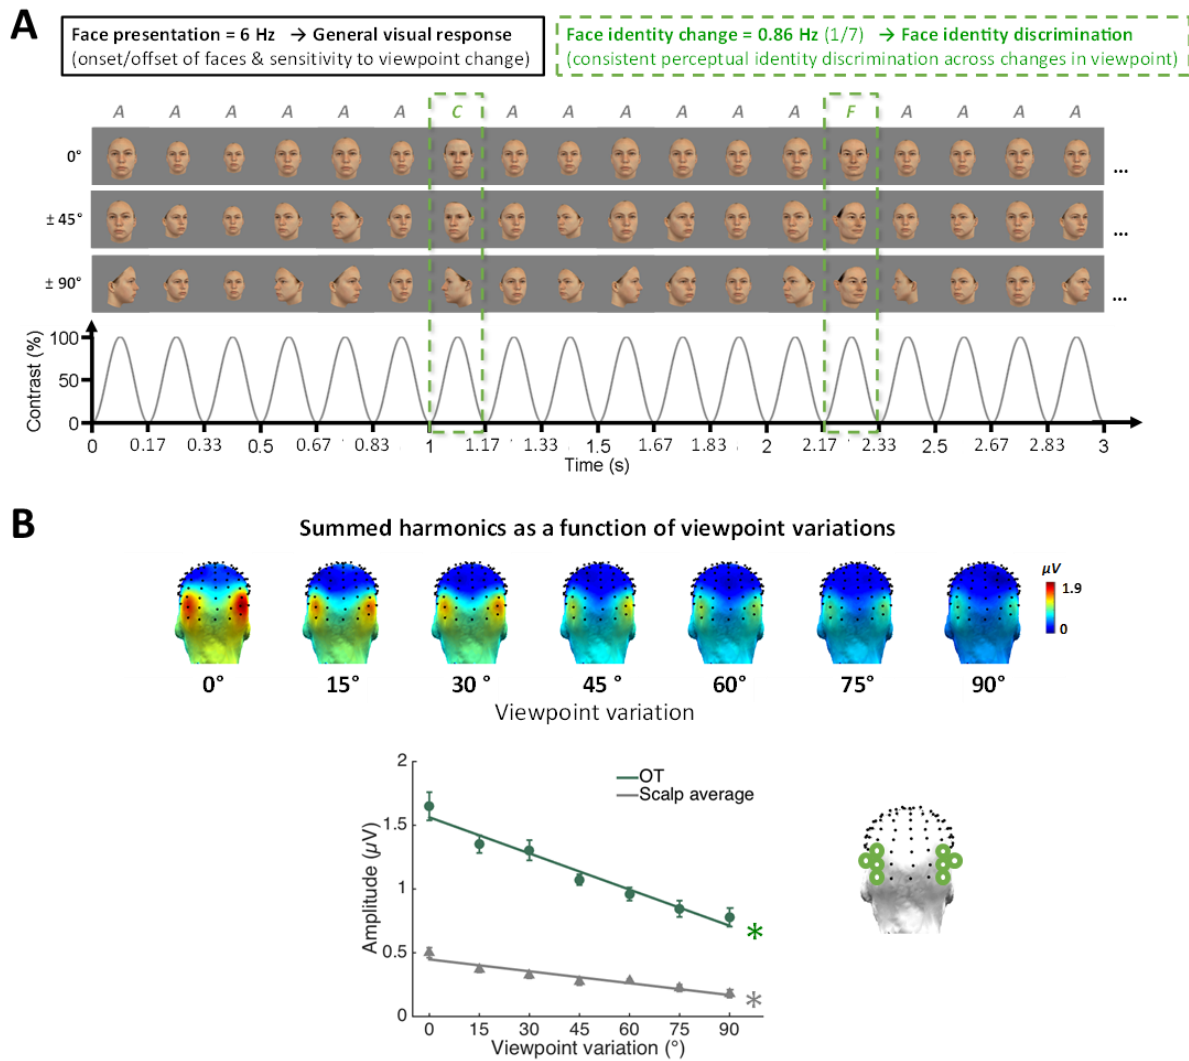 A
Face presentation = 6 Hz → General visual response
(onset/offset of faces & sensitivity to viewpoint change)
Face identity change = 0.86 Hz (1/7) → Face identity discrimination
(consistent perceptual identity discrimination across changes in viewpoint)
A A A A A A C A A A A A A F A A A A
0°
...
± 45°
...
± 90°
...
Contrast (%)
100
50
0
0 0.17 0.33 0.5 0.67 0.83 1 1.17 1.33 1.5 1.67 1.83 2 2.17 2.33 2.5 2.67 2.83 3
Time (s)
B
Summed harmonics as a function of viewpoint variations
µV
1.9
0
0° 15° 30 ° 45 ° 60° 75° 90°
Viewpoint variation
OT
Scalp average
Amplitude (µV)
2
1.5
1
0.5
0
*
*
0 15 30 45 60 75 90
Viewpoint variation (°)